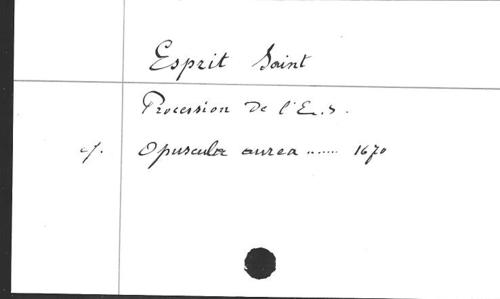 Esprit Saint
Procession de l'E. S.
cf. Opuscula aurea ...... 1670